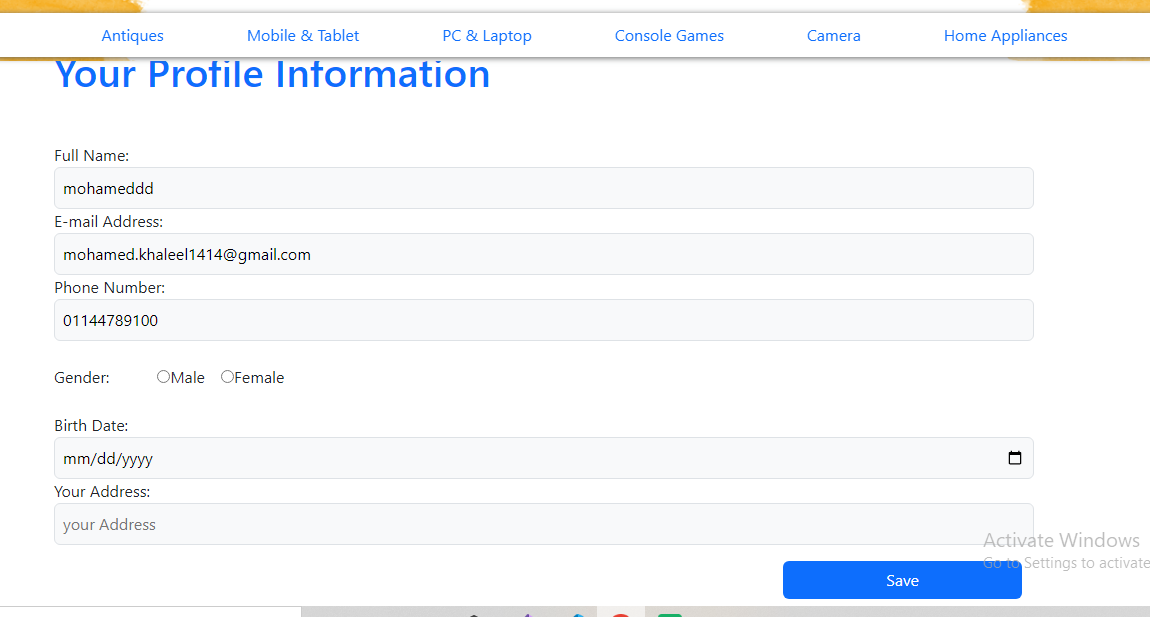 Antiques Mobile & Tablet PC & Laptop Console Games Camera Home Appliances
Your Profile Information
Full Name:
mohameddd
E-mail Address:
mohamed.khaleel1414@gmail.com
Phone Number:
01144789100
Gender: Male Female
Birth Date:
mm/dd/yyyy
Your Address:
your Address
Activate Windows
Go to Settings to activate
Save